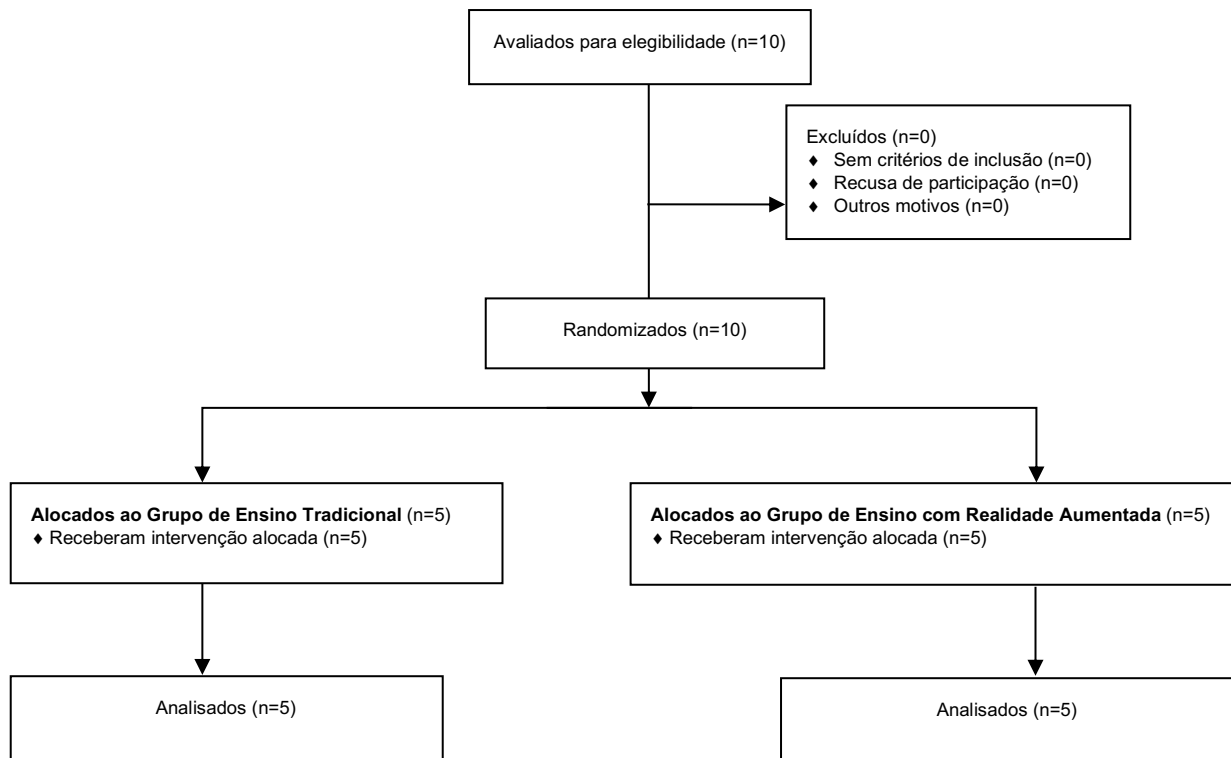 Avaliados para elegibilidade (n=10)
Excluídos (n=0)
♦ Sem critérios de inclusão (n=0)
♦ Recusa de participação (n=0)
♦ Outros motivos (n=0)
Randomizados (n=10)
Alocados ao Grupo de Ensino Tradicional (n=5)
♦ Receberam intervenção alocada (n=5)
Alocados ao Grupo de Ensino com Realidade Aumentada (n=5)
♦ Receberam intervenção alocada (n=5)
Analisados (n=5)
Analisados (n=5)